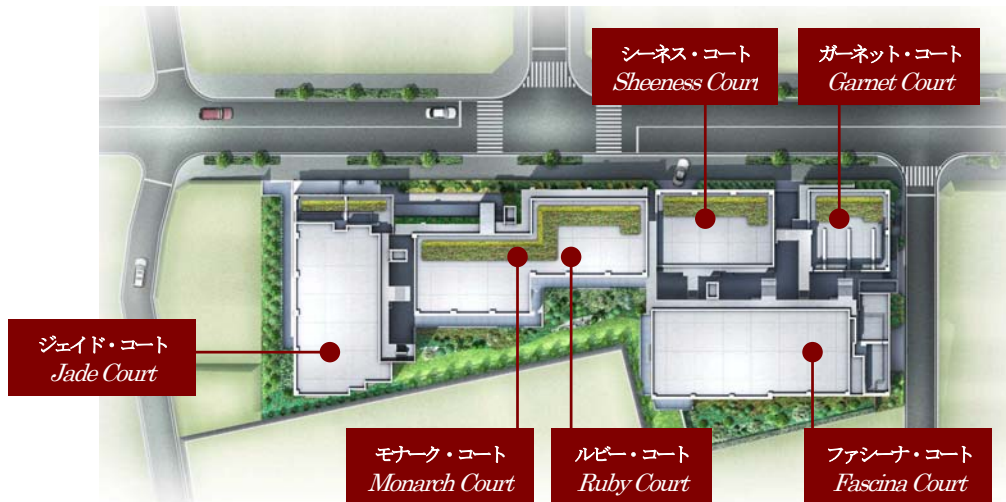 シーネス・コート
Sheeness Court
ガーネット・コート
Garnet Court
ジェイド・コート
Jade Court
モナーク・コート
Monarch Court
ルビー・コート
Ruby Court
ファシーナ・コート
Fascina Court